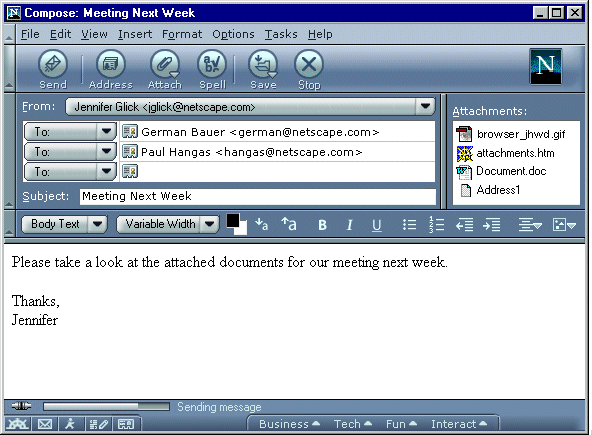 Compose: Meeting Next Week
File Edit View Insert Format Options Tasks Help
Send Address Attach Spell Save Stop
N
From: Jennifer Glick <jglick@netscape.com>
Attachments:
To: German Bauer <german@netscape.com>
To: Paul Hangas <hangas@netscape.com>
To:
browser_jhwd.gif
attachments.htm
Document.doc
Address1
Subject: Meeting Next Week
Body Text Variable Width a a B I U
Please take a look at the attached documents for our meeting next week.
Thanks,
Jennifer
Sending message
Business Tech Fun Interact